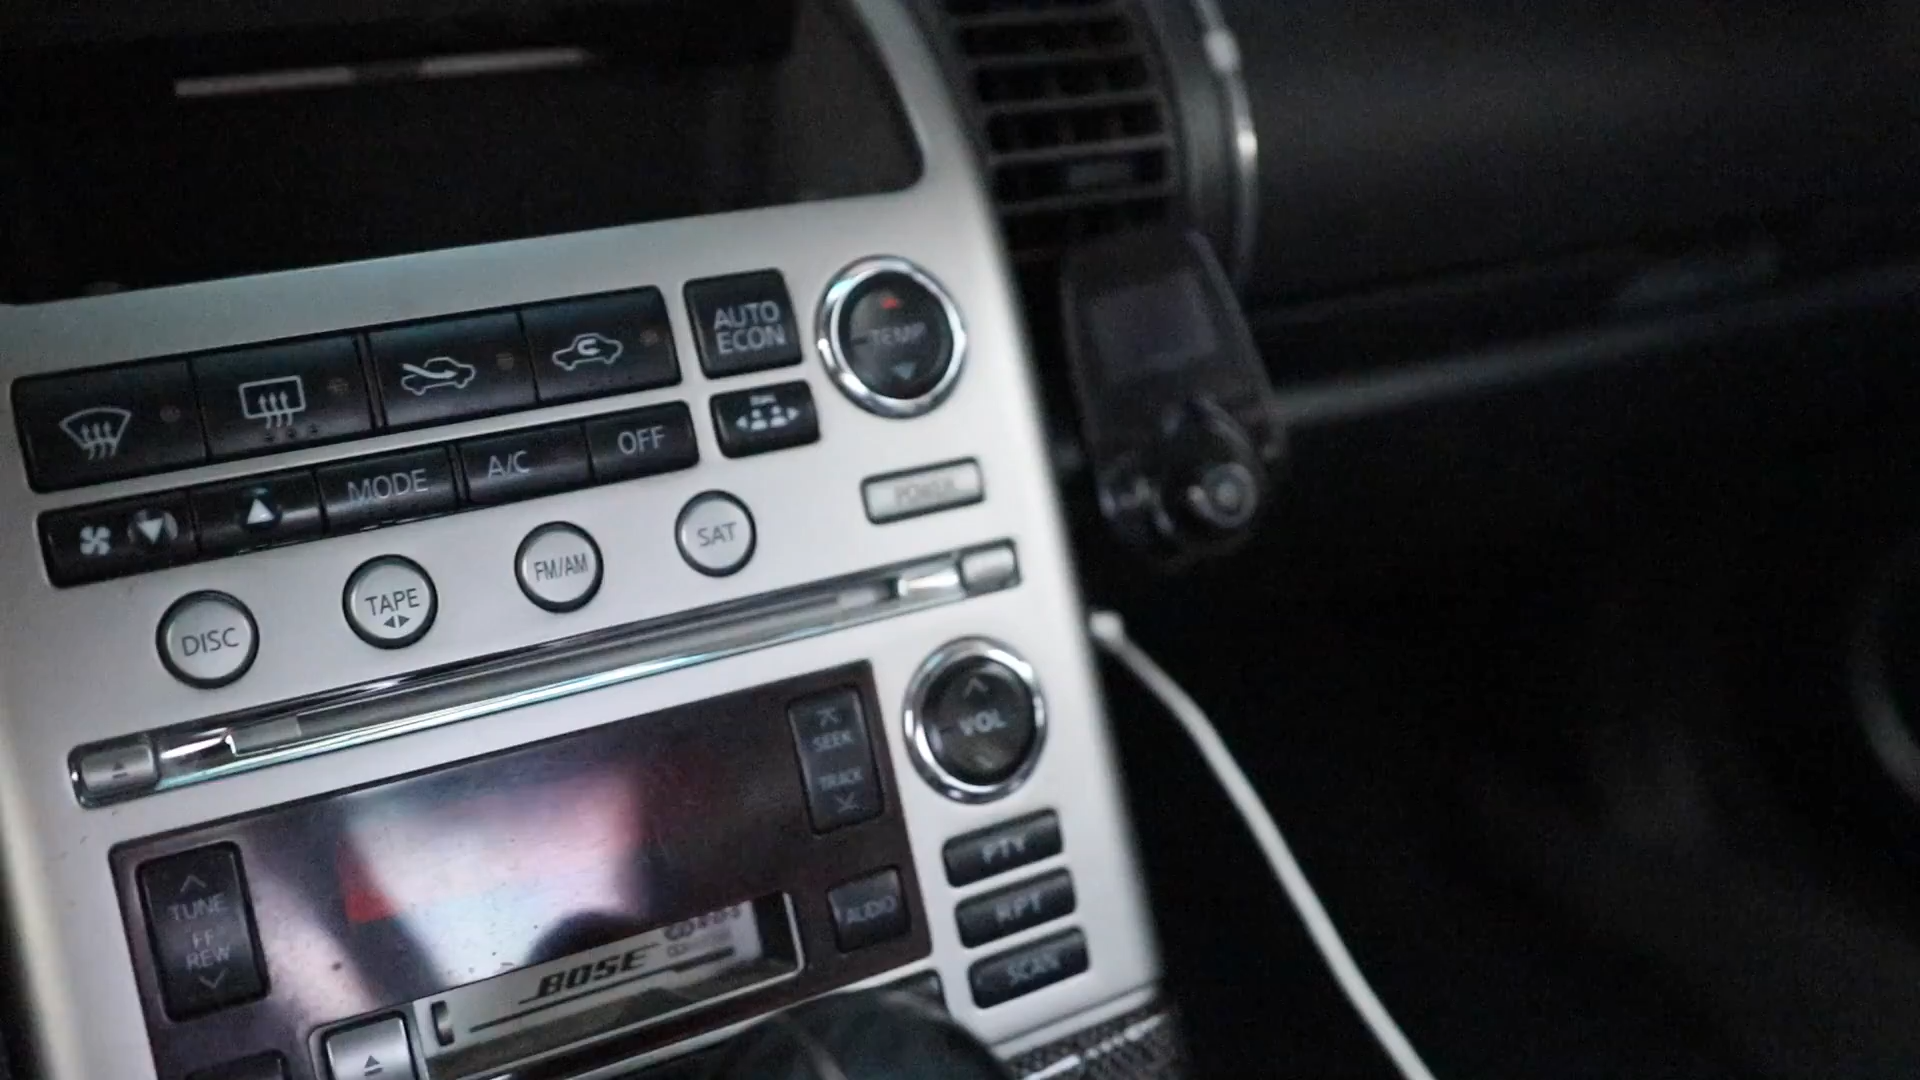 AUTO
ECON
TEMP
MODE
A/C
OFF
POWER
DISC
TAPE
FM/AM
SAT
VOL
SEEK
TRACK
TUNE
FF
REW
AUDIO
PTY
RPT
SCAN
BOSE